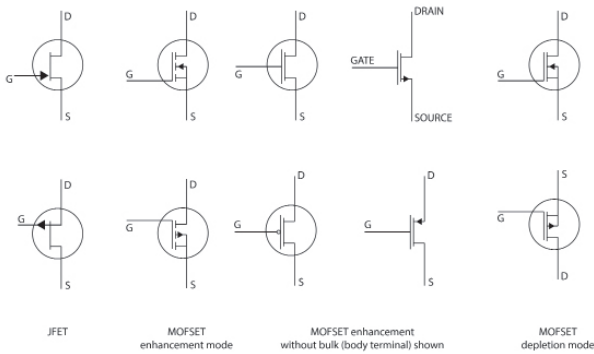 D
D
D
DRAIN
D
G
G
G
GATE
G
S
S
S
SOURCE
S
D
D
D
D
S
G
G
G
G
G
S
S
S
S
D
JFET
MOFSET
enhancement mode
MOFSET enhancement
without bulk (body terminal) shown
MOFSET
depletion mode